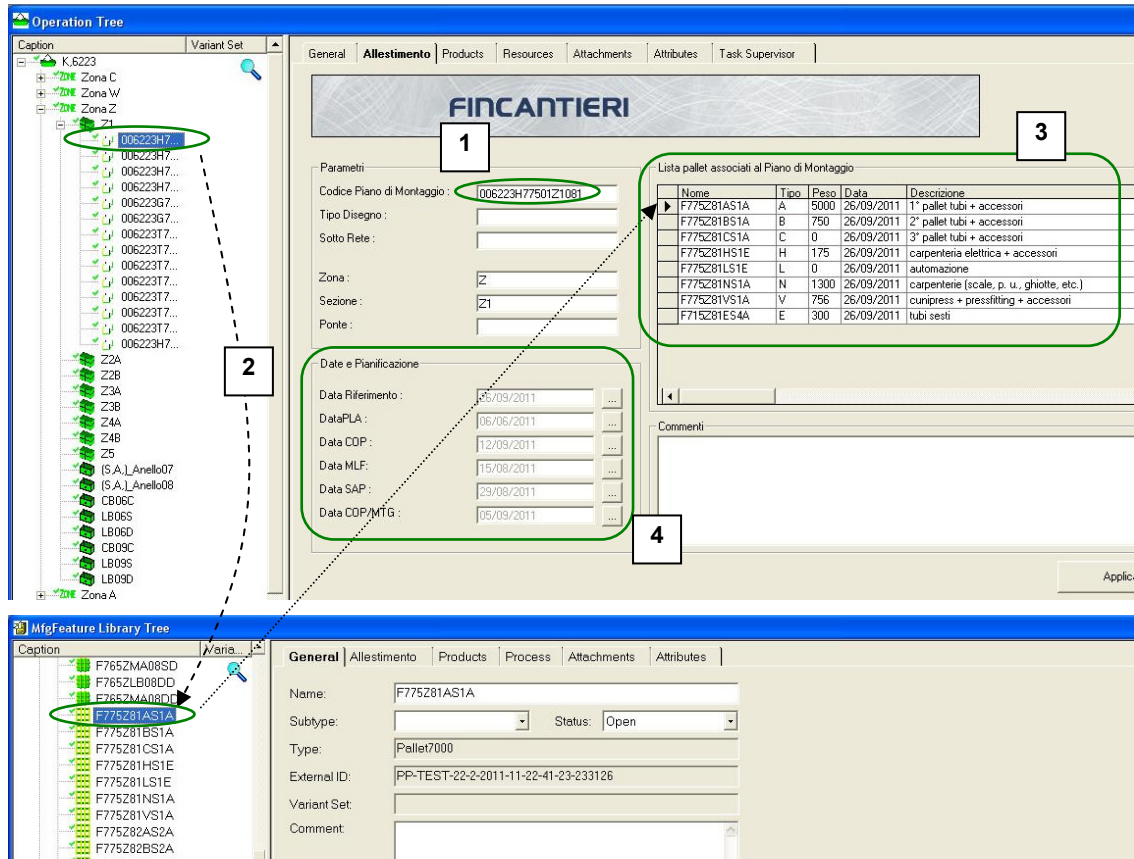 Operation Tree
Caption Variant Set
K,6223
ZONE Zona C
ZONE Zona W
ZONE Zona Z
Z1
006223H7...
006223H7...
006223H7...
006223H7...
006223G7...
006223G7...
006223T7...
006223T7...
006223T7...
006223T7...
006223T7...
006223T7...
006223T7...
006223H7...
Z2A
Z2B
Z3A
Z3B
Z4A
Z4B
Z5
(S.A.)_Anello07
(S.A.)_Anello08
CB06C
LB06S
LB06D
CB09C
LB09S
LB09D
ZONE Zona A
General Allestimento Products Resources Attachments Attributes Task Supervisor
FINCANTIERI
1
2
3
4
Parametri
Codice Piano di Montaggio : 006223H77501Z1081
Tipo Disegno :
Sotto Rete :
Zona : Z
Sezione : Z1
Ponte :
Date e Pianificazione
Data Riferimento : 26/09/2011 ...
DataPLA : 06/06/2011 ...
Data COP : 12/09/2011 ...
Data MLF: 15/08/2011 ...
Data SAP : 29/08/2011 ...
Data COP/MTG : 05/09/2011 ...
Lista pallet associati al Piano di Montaggio
Nome Tipo Peso Data Descrizione
F775Z81AS1A A 5000 26/09/2011 1° pallet tubi + accessori
F775Z81BS1A B 750 26/09/2011 2° pallet tubi + accessori
F775Z81CS1A C 0 26/09/2011 3° pallet tubi + accessori
F775Z81HS1E H 175 26/09/2011 carpenteria elettrica + accessori
F775Z81LS1E L 0 26/09/2011 automazione
F775Z81NS1A N 1300 26/09/2011 carpenterie (scale, p. u., ghiotte, etc.)
F775Z81VS1A V 756 26/09/2011 cunipress + pressfitting + accessori
F715Z81ES4A E 300 26/09/2011 tubi sesti
Commenti
Applica
MfgFeature Library Tree
Caption Varia...
F765ZMA08SD
F765ZLB08DD
F765ZMA08DD
F775Z81AS1A
F775Z81BS1A
F775Z81CS1A
F775Z81HS1E
F775Z81LS1E
F775Z81NS1A
F775Z81VS1A
F775Z82AS2A
F775Z82BS2A
General Allestimento Products Process Attachments Attributes
Name: F775Z81AS1A
Subtype: Status: Open
Type: Pallet7000
External ID: PP-TEST-22-2-2011-11-22-41-23-233126
Variant Set:
Comment: